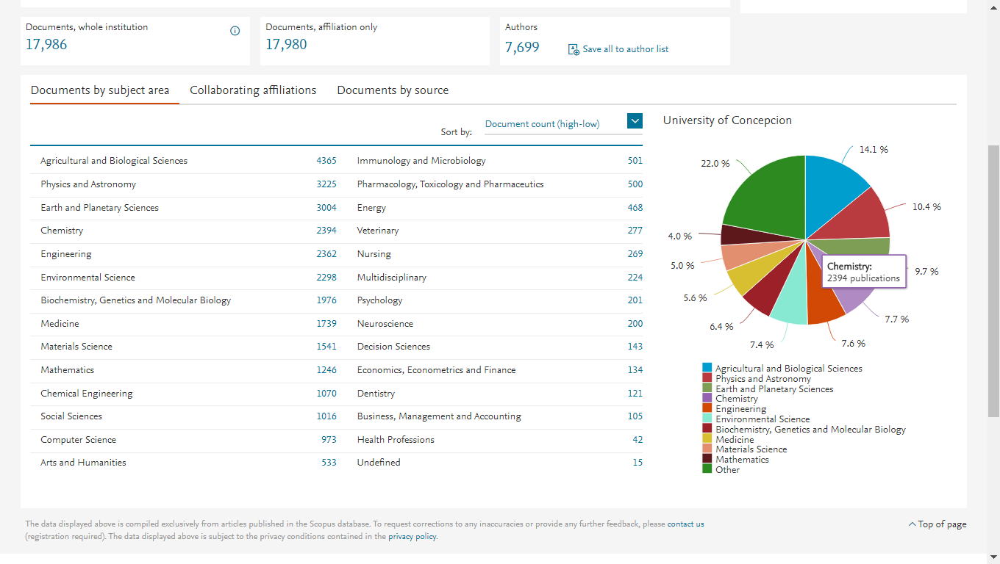 Documents, whole institution
17,986
Documents, affiliation only
17,980
Authors
7,699
Save all to author list
Documents by subject area
Collaborating affiliations
Documents by source
Sort by:
Document count (high-low)
Agricultural and Biological Sciences 4365
Physics and Astronomy 3225
Earth and Planetary Sciences 3004
Chemistry 2394
Engineering 2362
Environmental Science 2298
Biochemistry, Genetics and Molecular Biology 1976
Medicine 1739
Materials Science 1541
Mathematics 1246
Chemical Engineering 1070
Social Sciences 1016
Computer Science 973
Arts and Humanities 533
Immunology and Microbiology 501
Pharmacology, Toxicology and Pharmaceutics 500
Energy 468
Veterinary 277
Nursing 269
Multidisciplinary 224
Psychology 201
Neuroscience 200
Decision Sciences 143
Economics, Econometrics and Finance 134
Dentistry 121
Business, Management and Accounting 105
Health Professions 42
Undefined 15
University of Concepcion
14.1 %
10.4 %
9.7 %
7.7 %
7.6 %
7.4 %
6.4 %
5.6 %
5.0 %
4.0 %
22.0 %
Chemistry:
2394 publications
Agricultural and Biological Sciences
Physics and Astronomy
Earth and Planetary Sciences
Chemistry
Engineering
Environmental Science
Biochemistry, Genetics and Molecular Biology
Medicine
Materials Science
Mathematics
Other
The data displayed above is compiled exclusively from articles published in the Scopus database. To request corrections to any inaccuracies or provide any further feedback, please contact us
(registration required). The data displayed above is subject to the privacy conditions contained in the privacy policy.
Top of page